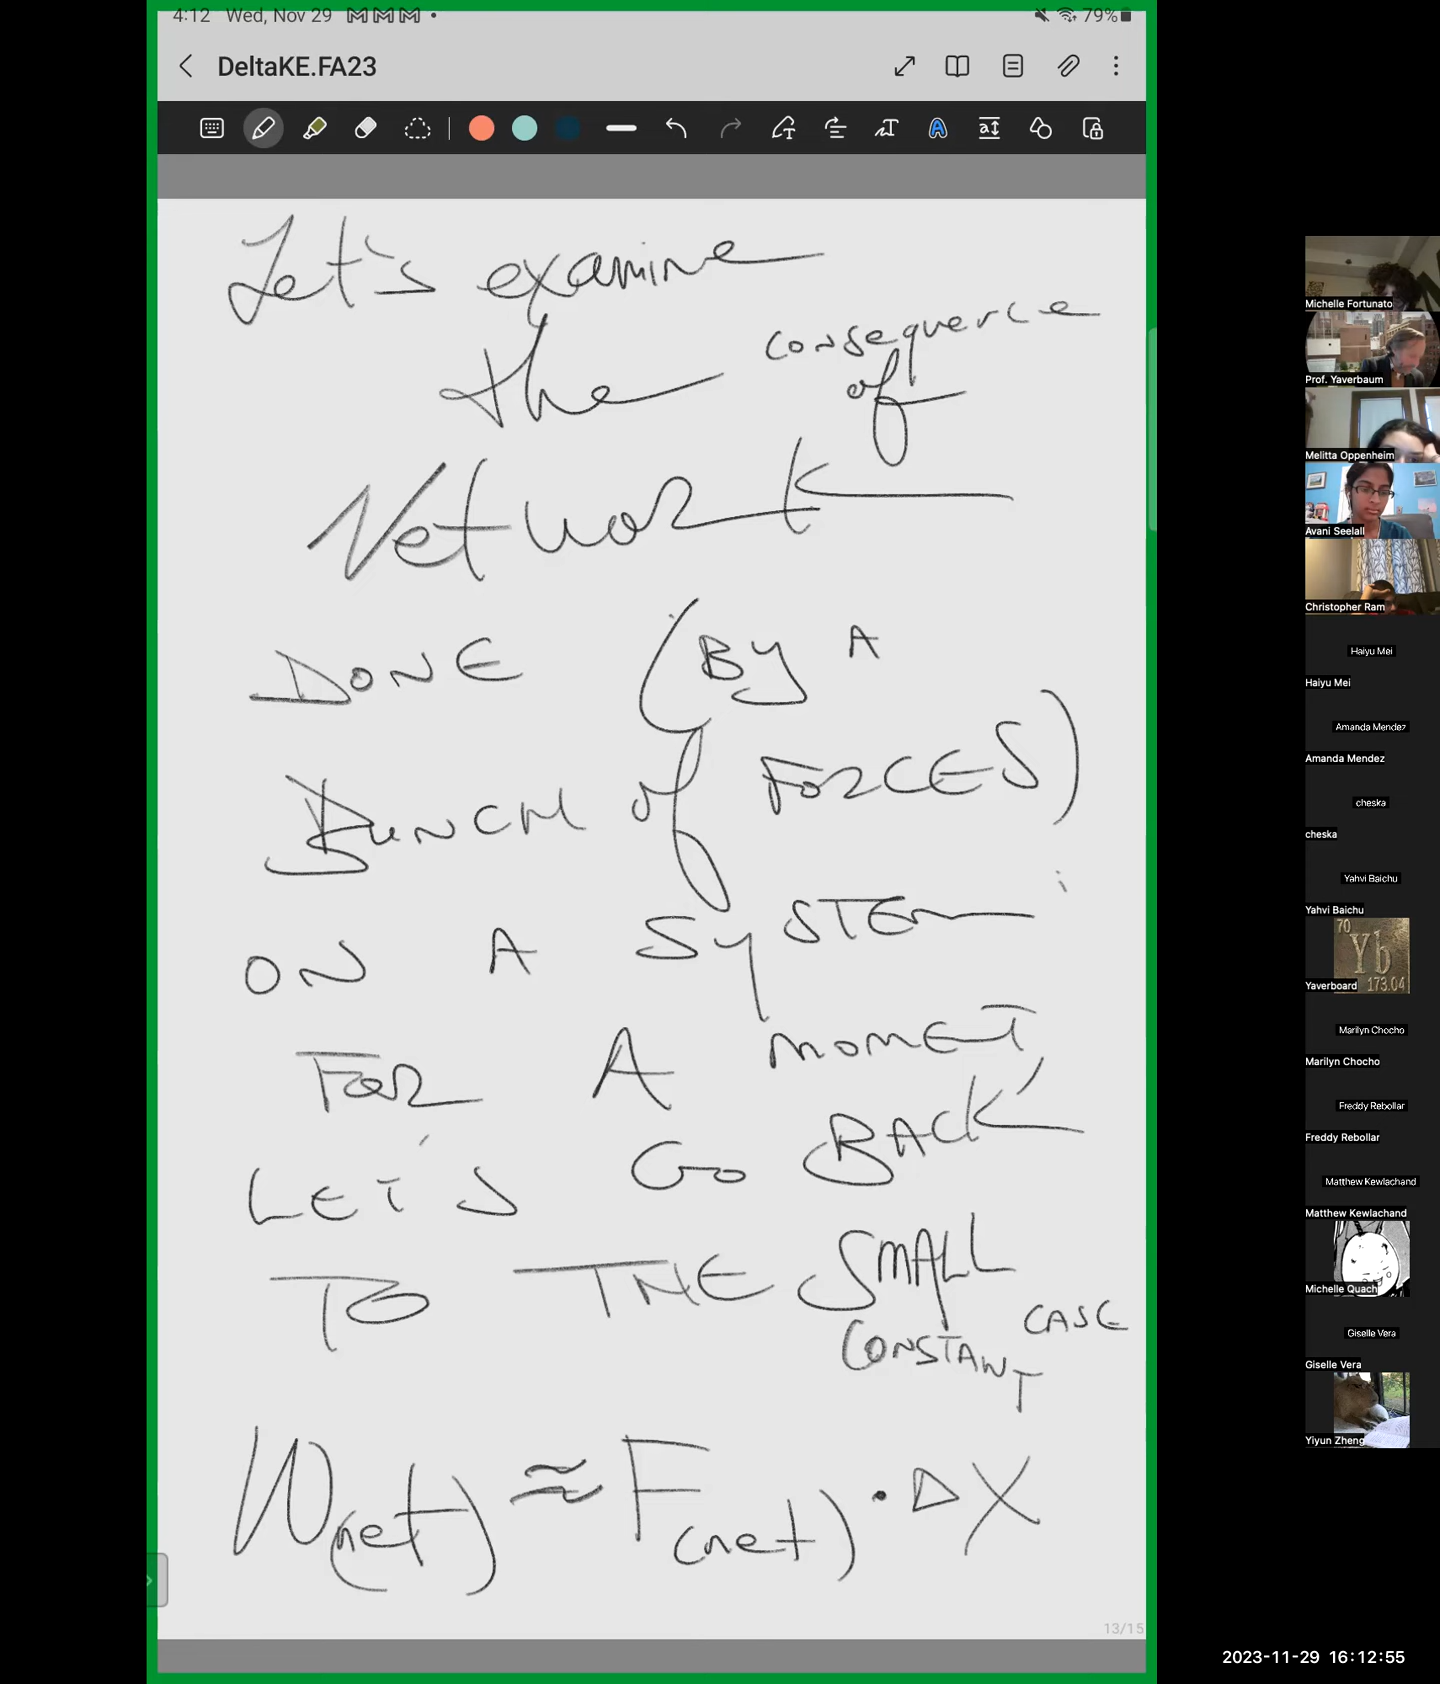 4:12 Wed, Nov 29
79%
DeltaKE.FA23
Let's examine
the consequence
of
Network
DONE (BY A
BUNCH of FORCES)
ON A SYSTEM
FOR A MOMENT,
LET'S GO BACK
TO THE SMALL
CONSTANT CASE
W(net) ≈ F(net) · ΔX
13/15
Michelle Fortunato
Prof. Yaverbaum
Melitta Oppenheim
Avani Seelall
Christopher Ram
Haiyu Mei
Haiyu Mei
Amanda Mendez
Amanda Mendez
cheska
cheska
Yahvi Baichu
Yahvi Baichu
70
Yb
173.04
Yaverboard
Marilyn Chocho
Marilyn Chocho
Freddy Rebollar
Freddy Rebollar
Matthew Kewlachand
Matthew Kewlachand
Michelle Quach
Giselle Vera
Giselle Vera
Yiyun Zheng
2023-11-29 16:12:55